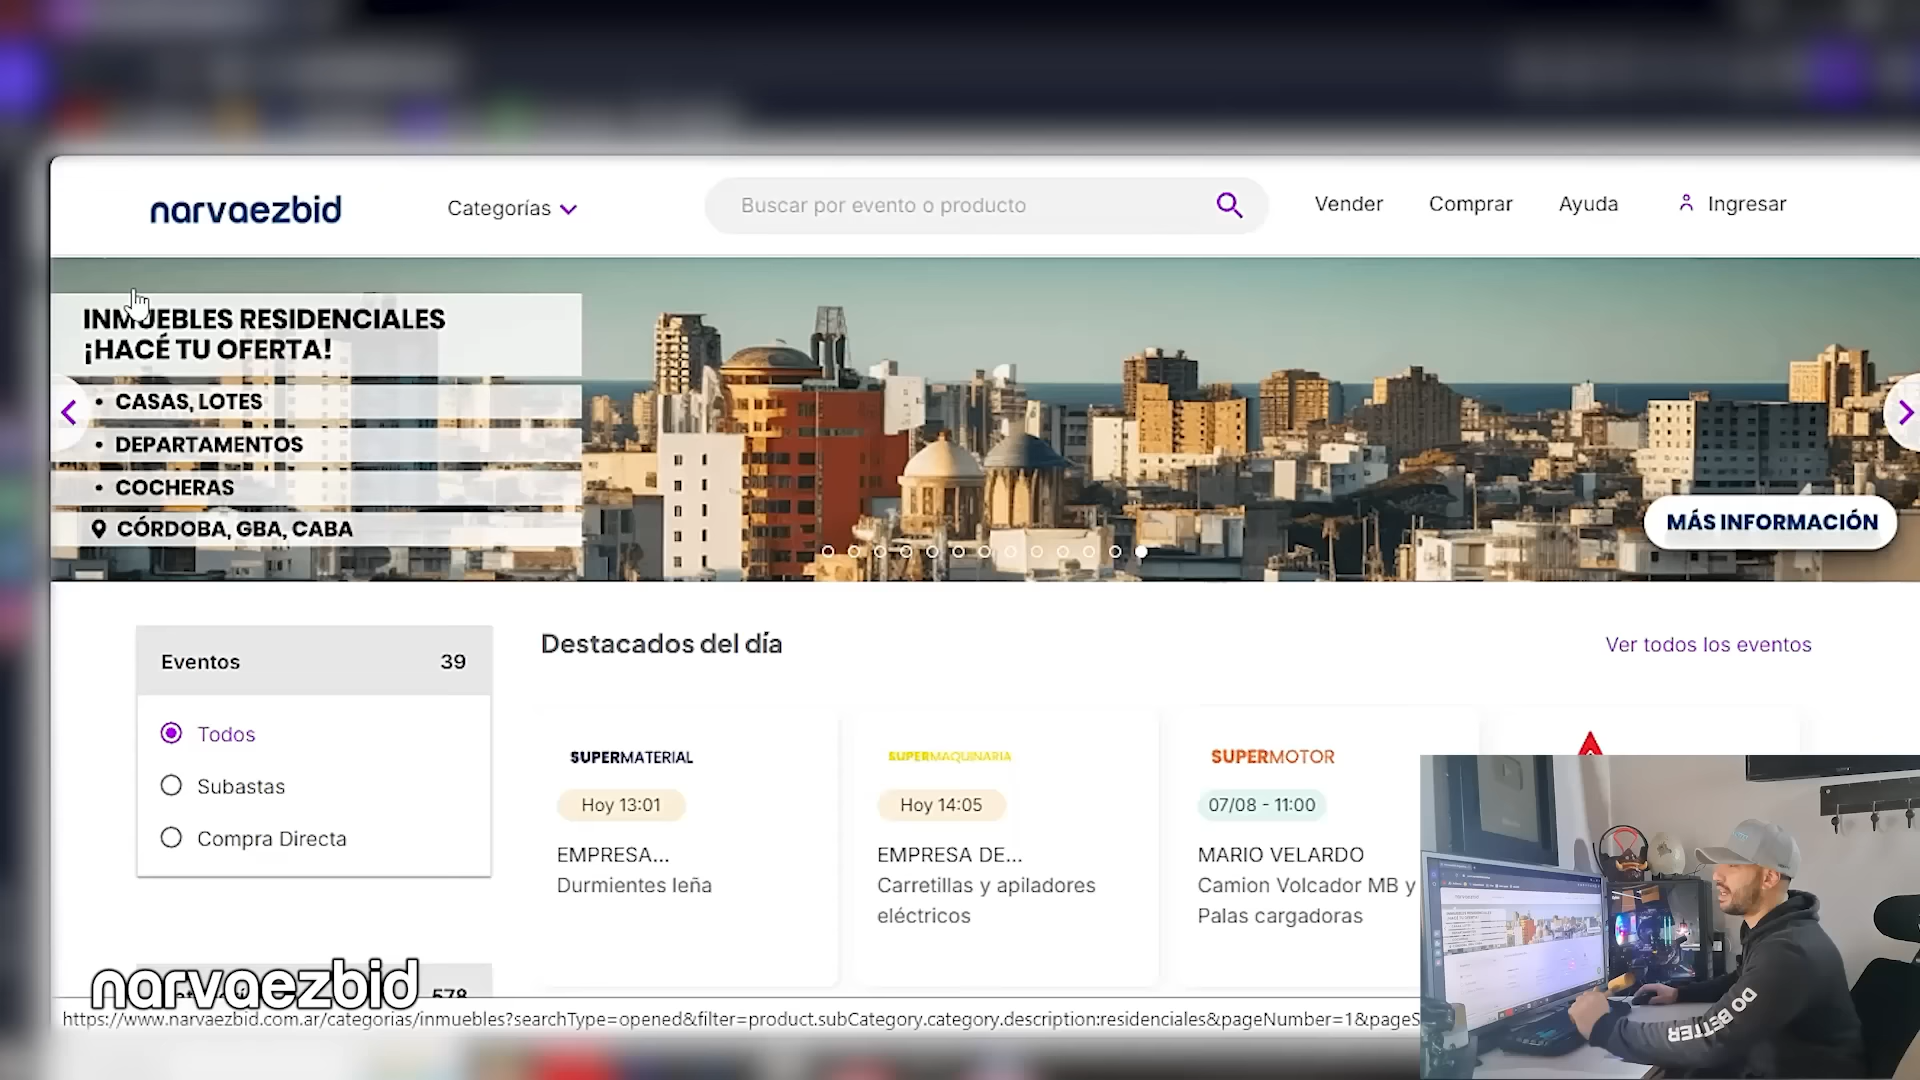 narvaezbid
Categorías
Buscar por evento o producto
Vender
Comprar
Ayuda
Ingresar
INMUEBLES RESIDENCIALES
¡HACÉ TU OFERTA!
• CASAS, LOTES
• DEPARTAMENTOS
• COCHERAS
CÓRDOBA, GBA, CABA
MÁS INFORMACIÓN
Eventos 39
Todos
Subastas
Compra Directa
Destacados del día
Ver todos los eventos
SUPERMATERIAL
Hoy 13:01
EMPRESA...
Durmientes leña
SUPERMAQUINARIA
Hoy 14:05
EMPRESA DE...
Carretillas y apiladores
eléctricos
SUPERMOTOR
07/08 - 11:00
MARIO VELARDO
Camion Volcador MB y
Palas cargadoras
578
narvaezbid
https://www.narvaezbid.com.ar/categorias/inmuebles?searchType=opened&filter=product.subCategory.category.description:residenciales&pageNumber=1&pageS
DO BETTER